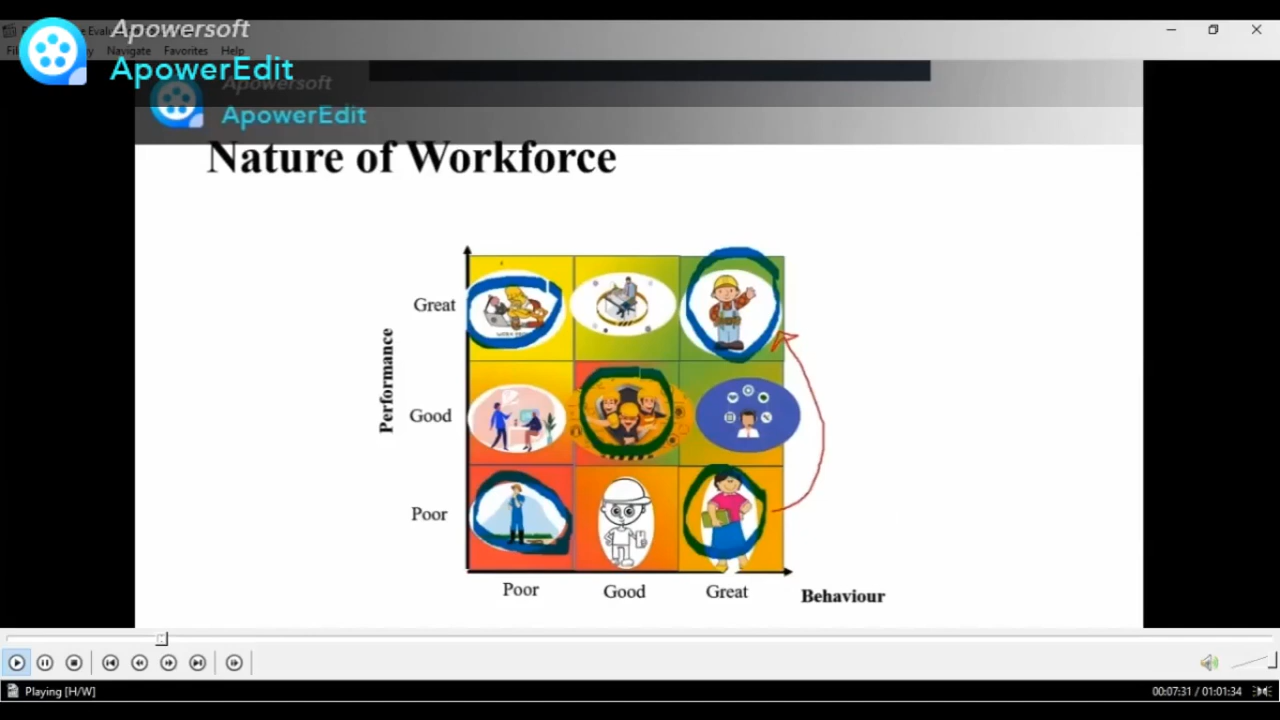 Apowersoft
ApowerEdit
Navigate Favorites Help
Apowersoft
ApowerEdit
Nature of Workforce
Performance
Great
Good
Poor
Poor
Good
Great
Behaviour
Playing [H/W]
00:07:31 / 01:01:34